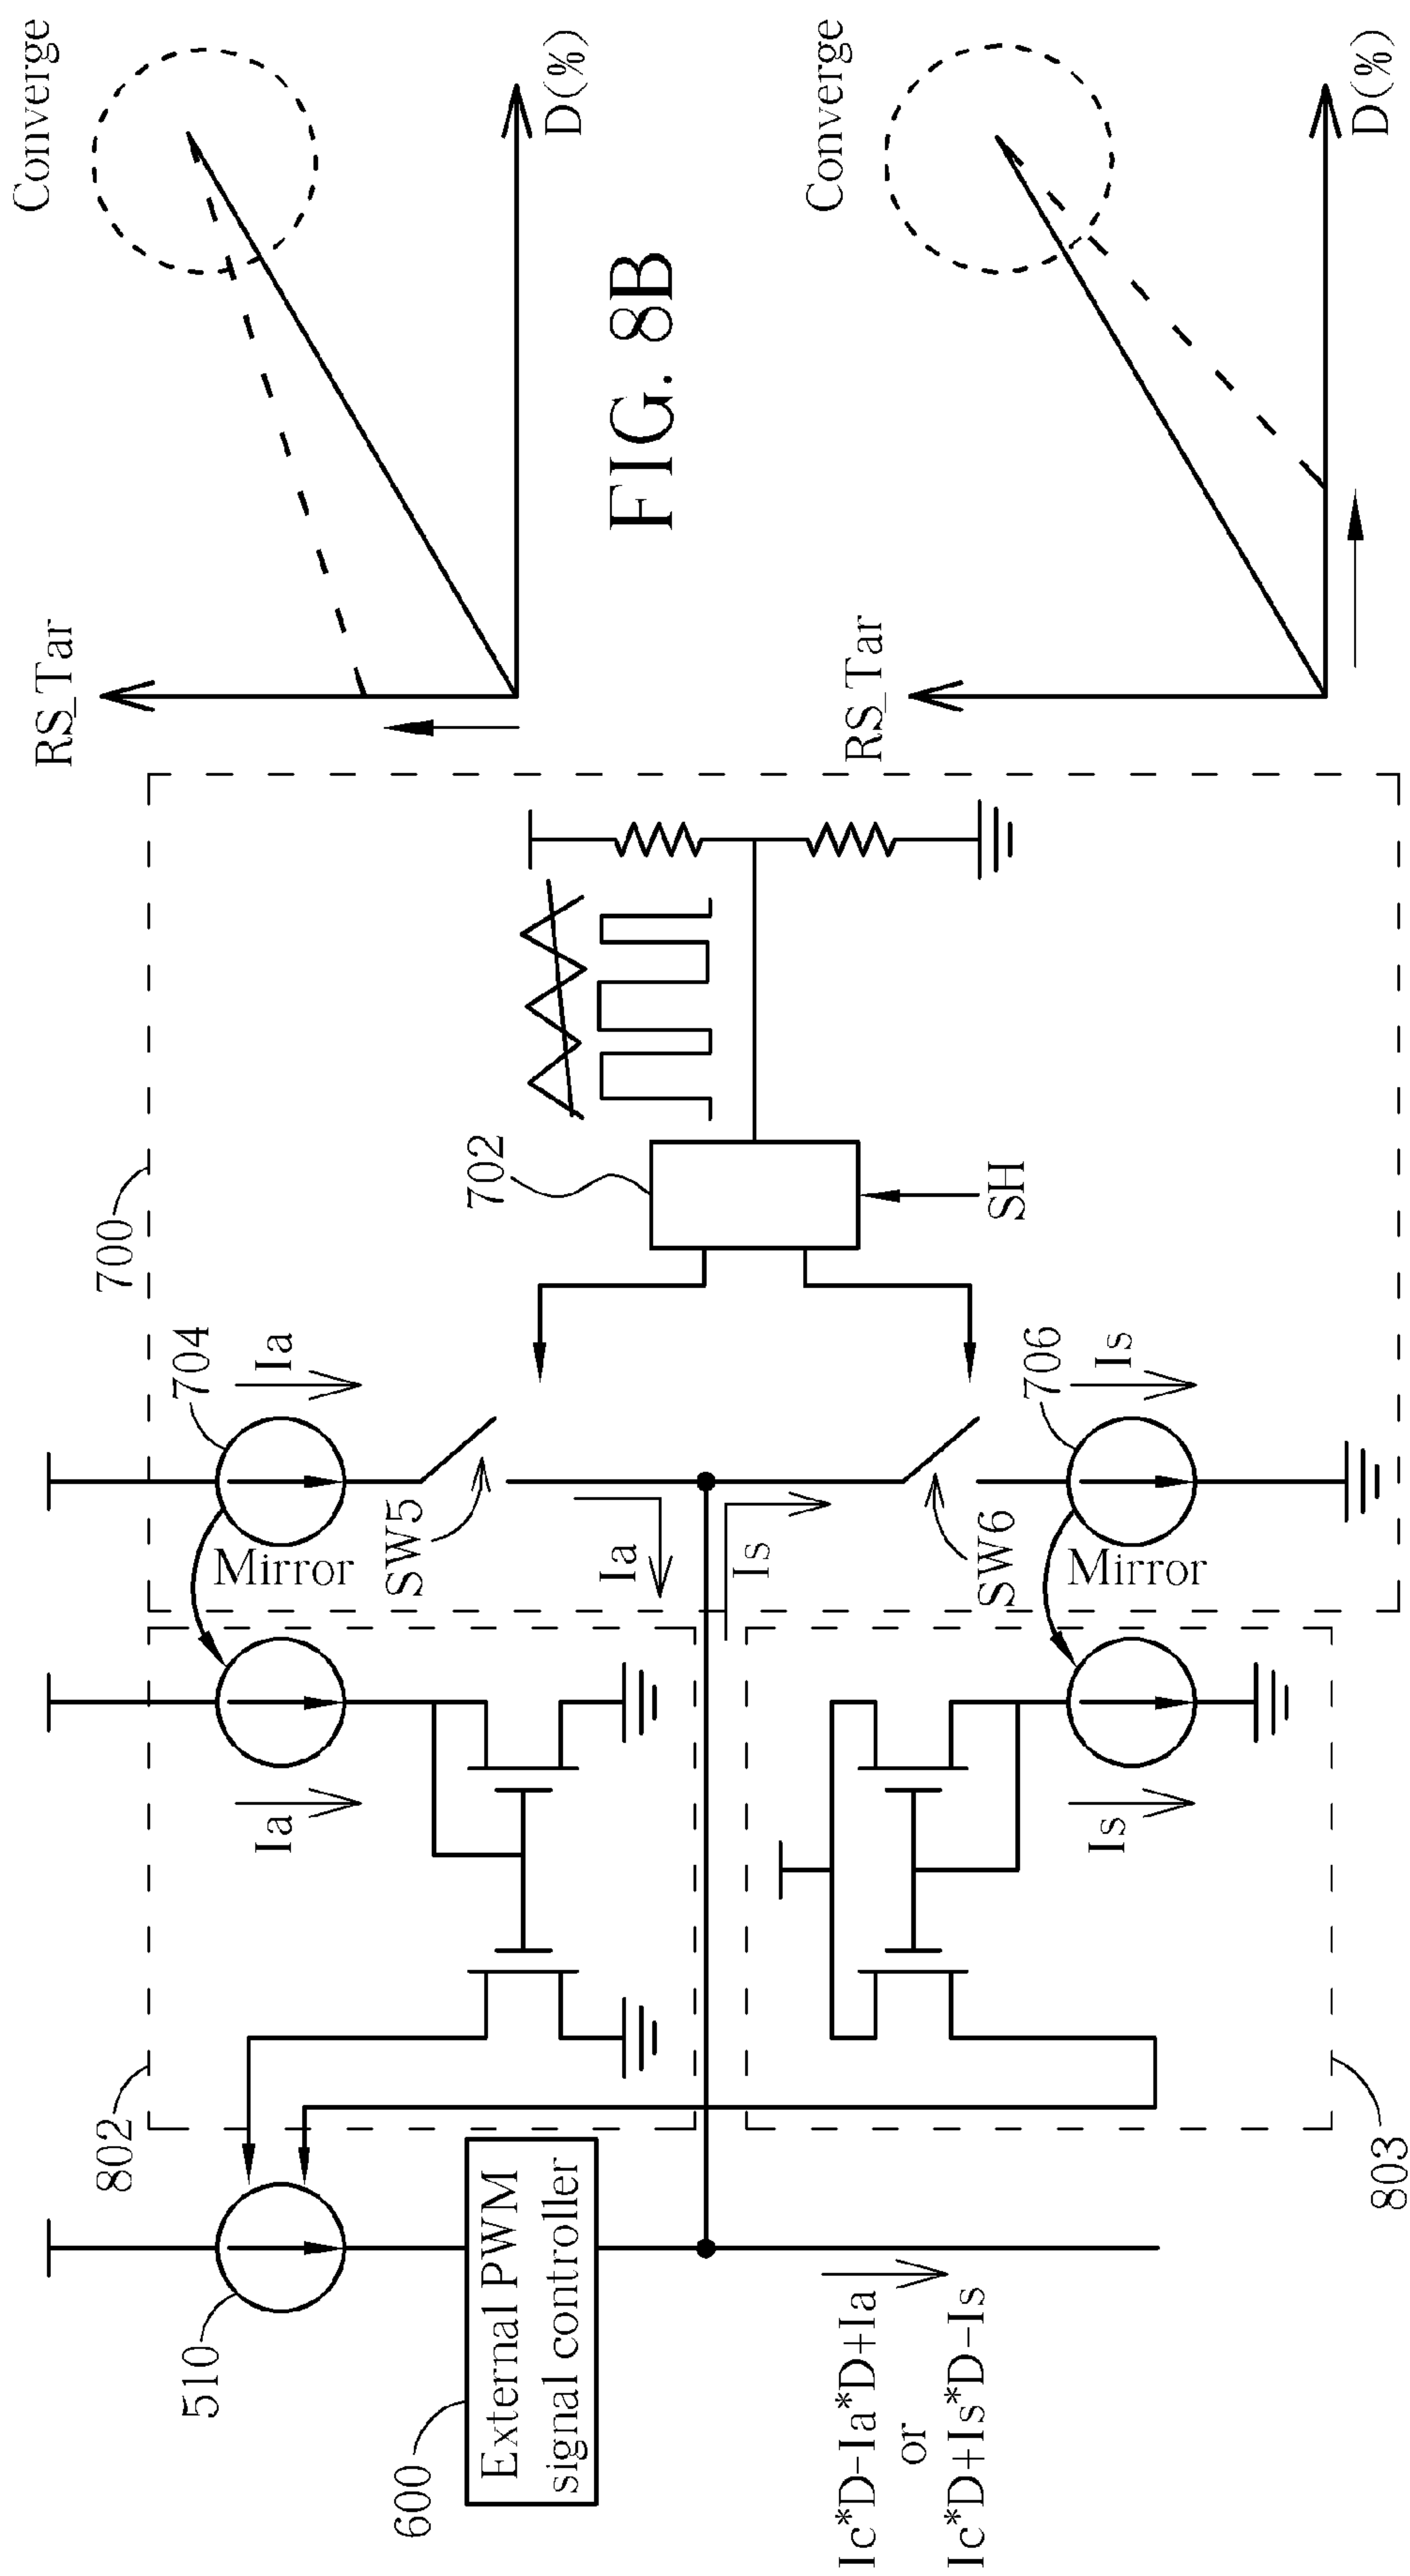 510
600
External PWM
signal controller
Ic*D-Ia*D+Ia
or
Ic*D+Is*D-Is
802
Ia
Mirror
704
Ia
SW5
Ia
Is
700
702
SH
SW6
Is
Mirror
706
Is
803
RS_Tar
Converge
D(%)
FIG. 8B
RS_Tar
Converge
D(%)